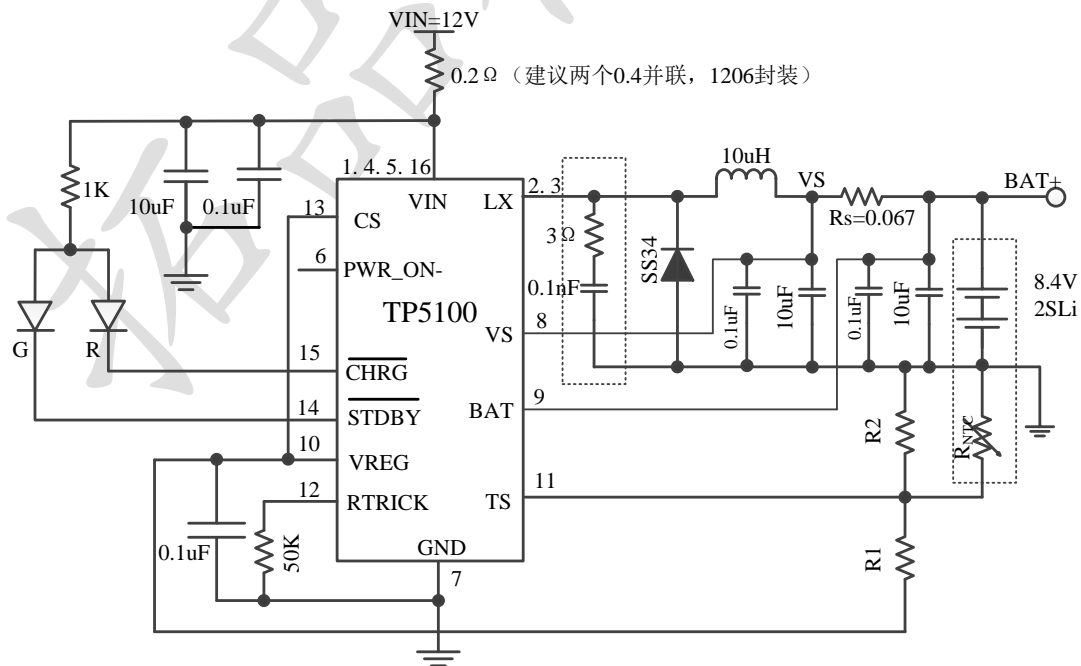 VIN=12V
0.2Ω（建议两个0.4并联，1206封装）
1K
10uF
0.1uF
1. 4. 5. 16
VIN
2. 3
LX
10uH
VS
Rs=0.067
BAT+
13
CS
6
PWR_ON-
TP5100
3Ω
0.1nF
SS34
VS
8
0.1uF
10uF
0.1uF
10uF
8.4V
2SLi
G
R
15
CHRG
14
STDBY
BAT
9
10
VREG
12
RTRICK
TS
11
R2
RNTC
0.1uF
50K
GND
7
R1